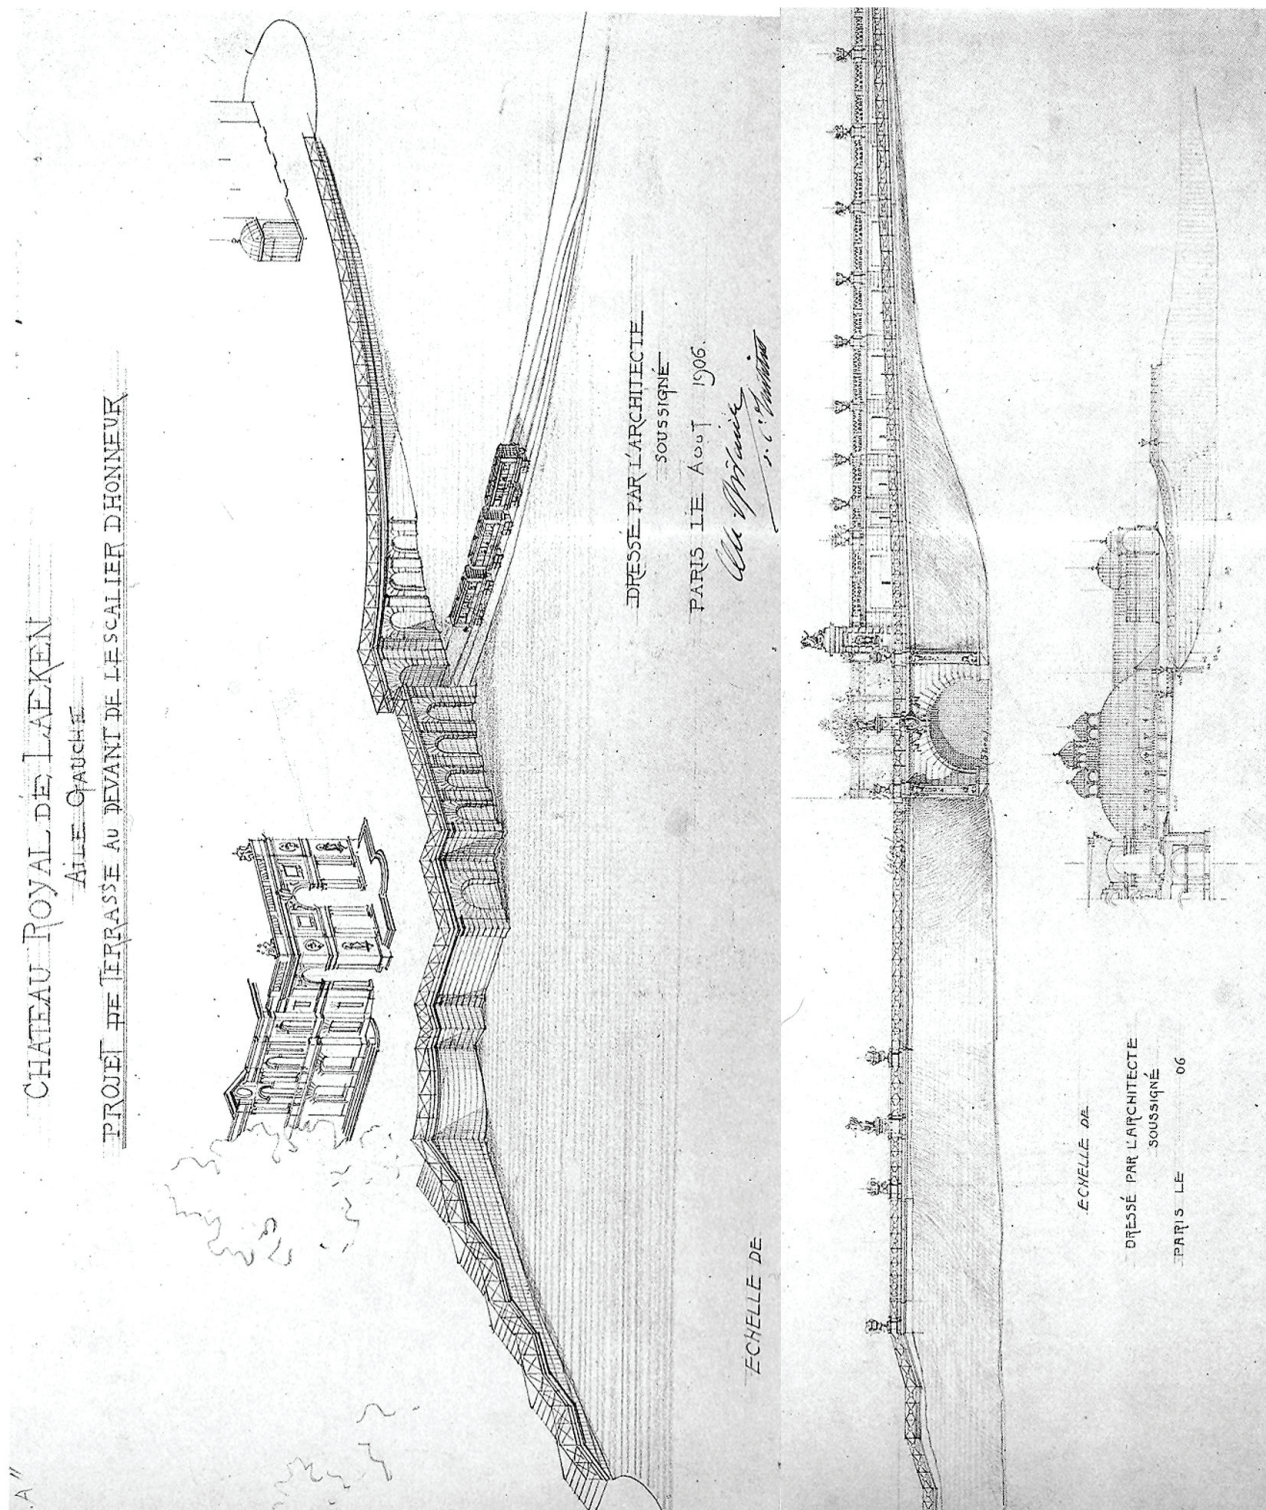 CHATEAU ROYAL DE LAEKEN
AILE GAUCHE
PROJET DE TERRASSE AU DEVANT DE L'ESCALIER D'HONNEUR
DRESSÉ PAR L'ARCHITECTE
SOUSSIGNÉ
PARIS LE AOUT 1906.
ECHELLE DE
A"
ECHELLE DE
DRESSÉ PAR L'ARCHITECTE
SOUSSIGNÉ
PARIS LE 06